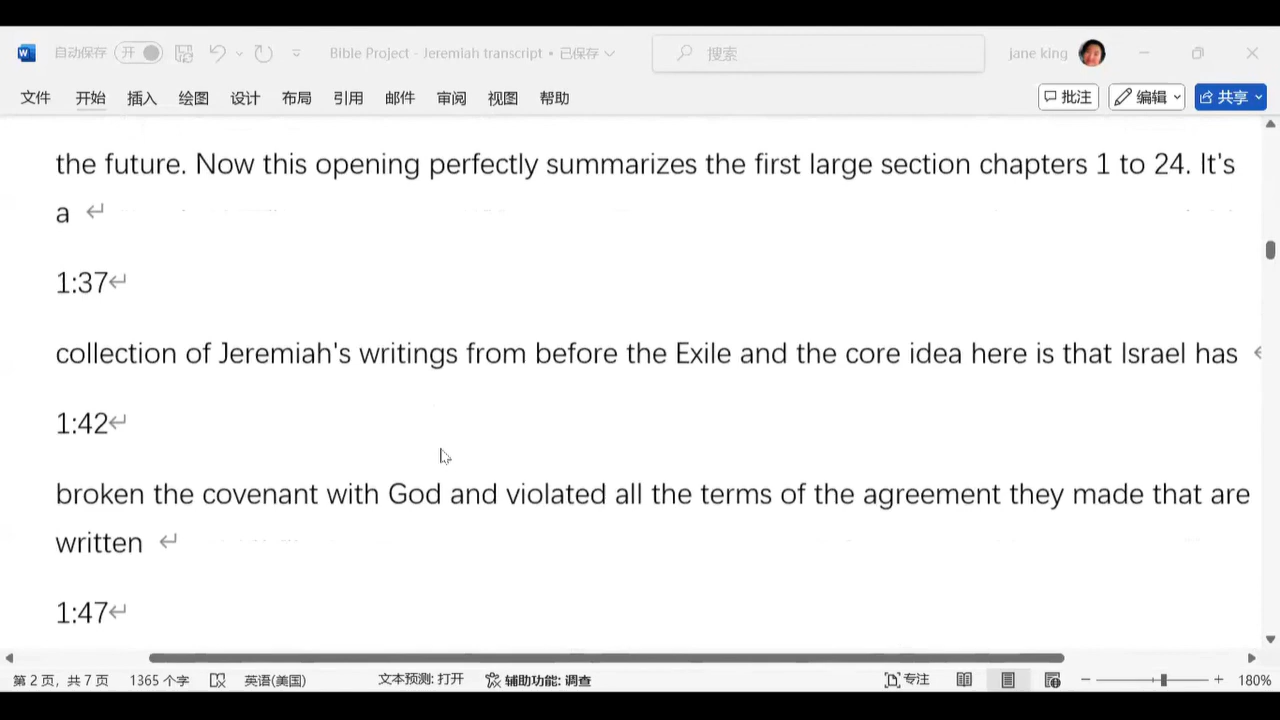 自动保存 开 Bible Project - Jeremiah transcript • 已保存 搜索 jane king
文件 开始 插入 绘图 设计 布局 引用 邮件 审阅 视图 帮助 批注 编辑 共享
the future. Now this opening perfectly summarizes the first large section chapters 1 to 24. It's
a
1:37
collection of Jeremiah's writings from before the Exile and the core idea here is that Israel has
1:42
broken the covenant with God and violated all the terms of the agreement they made that are
written
1:47
第 2 页，共 7 页 1365 个字 英语(美国) 文本预测: 打开 辅助功能: 调查 专注 180%